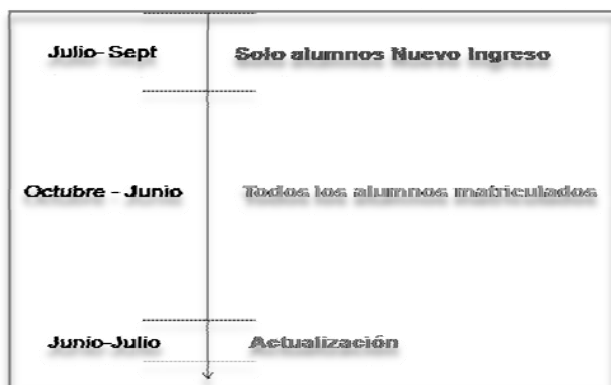 Julio- Sept Solo alumnos Nuevo Ingreso
Octubre - Junio Todos los alumnos matriculados
Junio-Julio Actualización